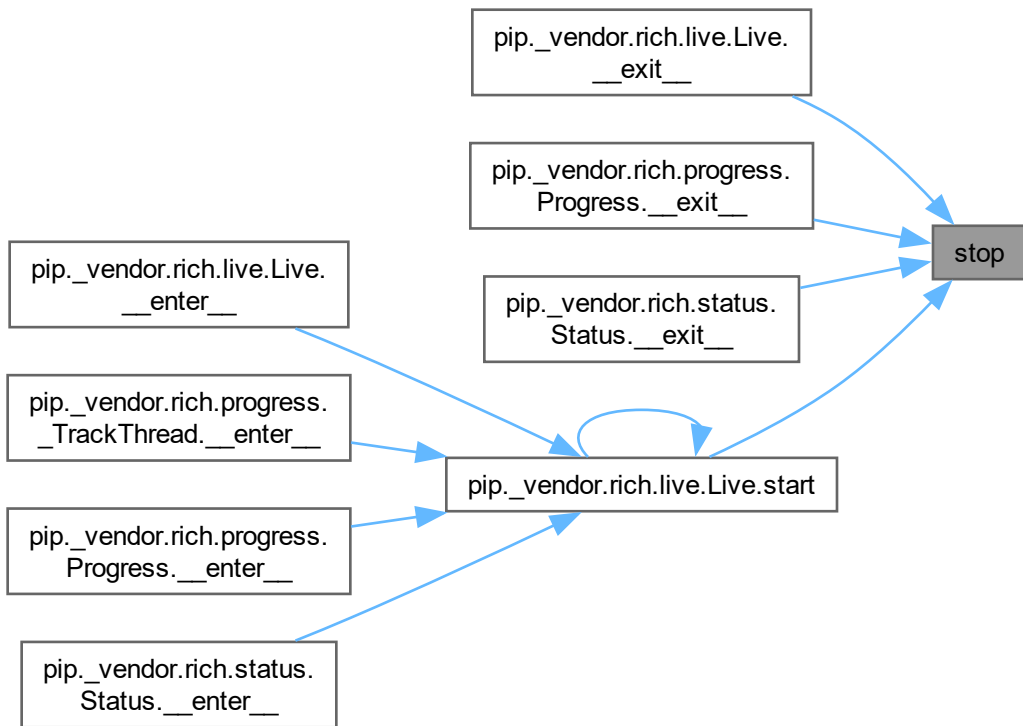 pip._vendor.rich.live.Live.
__exit__
pip._vendor.rich.progress.
Progress.__exit__
stop
pip._vendor.rich.live.Live.
__enter__
pip._vendor.rich.status.
Status.__exit__
pip._vendor.rich.progress.
_TrackThread.__enter__
pip._vendor.rich.live.Live.start
pip._vendor.rich.progress.
Progress.__enter__
pip._vendor.rich.status.
Status.__enter__